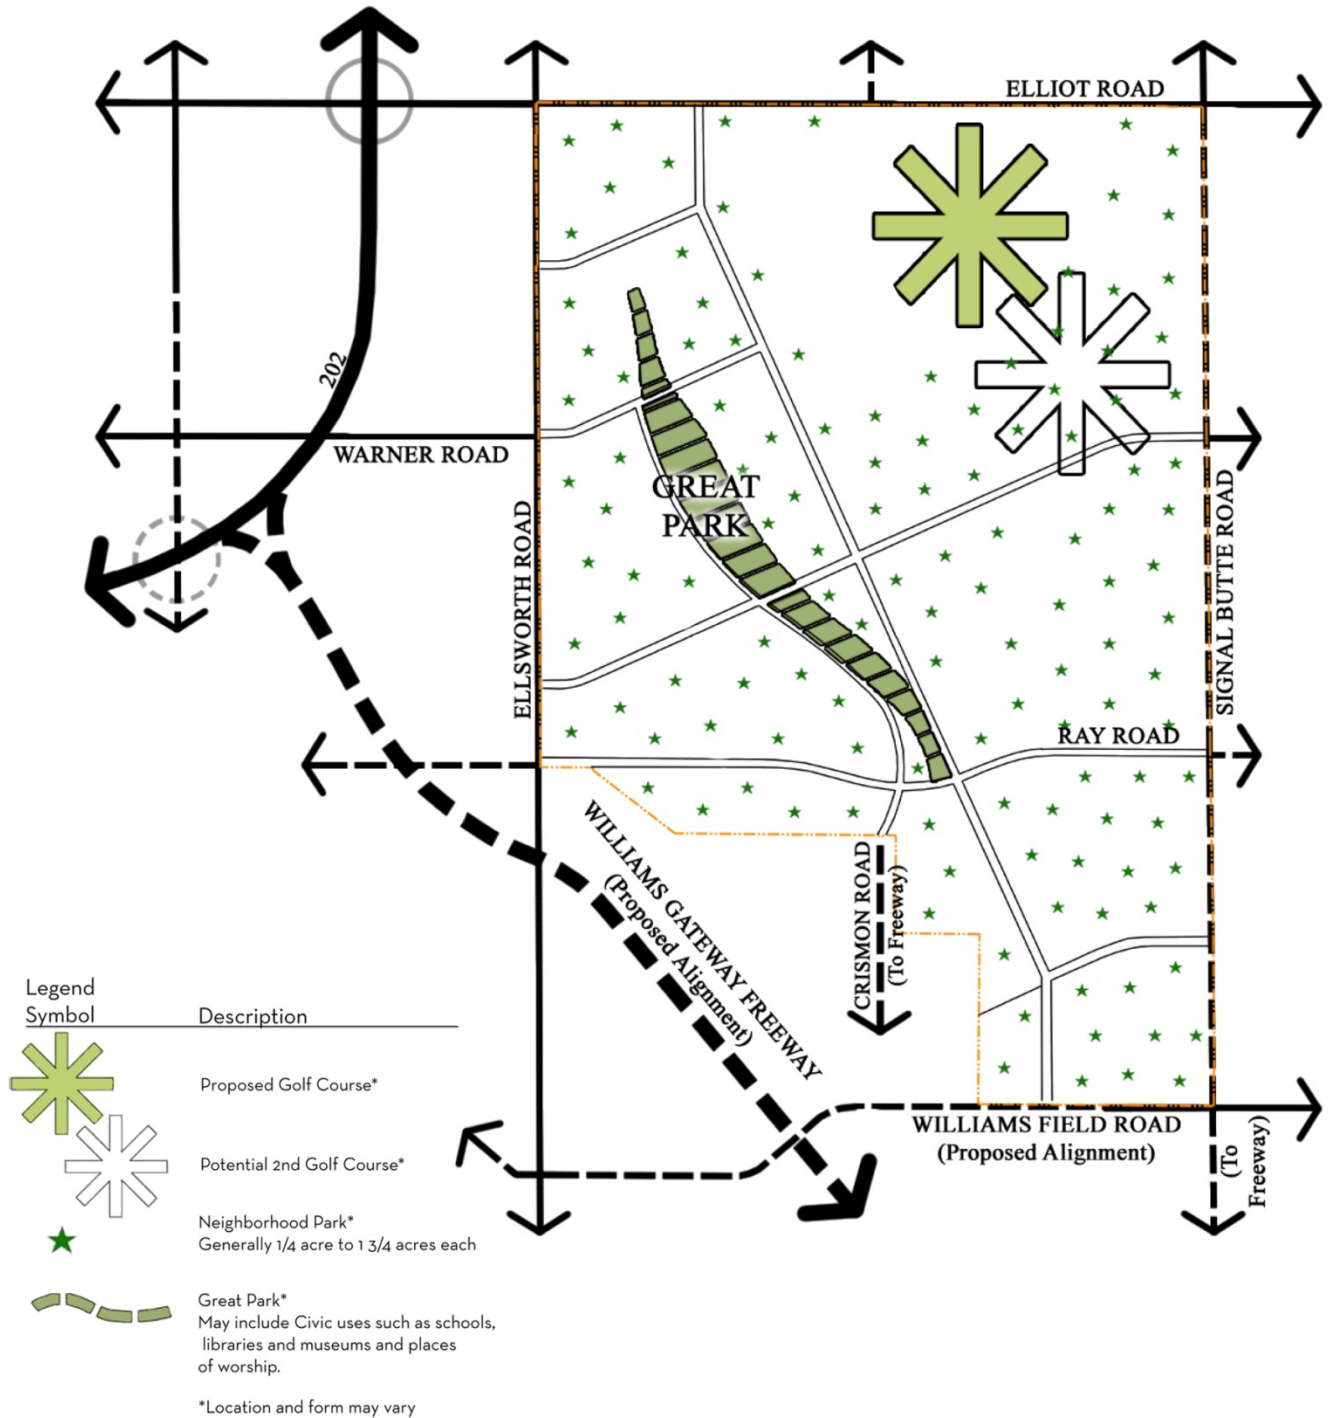 ELLIOT ROAD
202
WARNER ROAD
GREAT
PARK
ELLSWORTH ROAD
SIGNAL BUTTE ROAD
RAY ROAD
WILLIAMS GATEWAY FREEWAY
(Proposed Alignment)
CRISMON ROAD
(To Freeway)
WILLIAMS FIELD ROAD
(Proposed Alignment)
(To
Freeway)
Legend
Symbol Description
Proposed Golf Course*
Potential 2nd Golf Course*
Neighborhood Park*
Generally 1/4 acre to 1 3/4 acres each
Great Park*
May include Civic uses such as schools,
libraries and museums and places
of worship.
*Location and form may vary